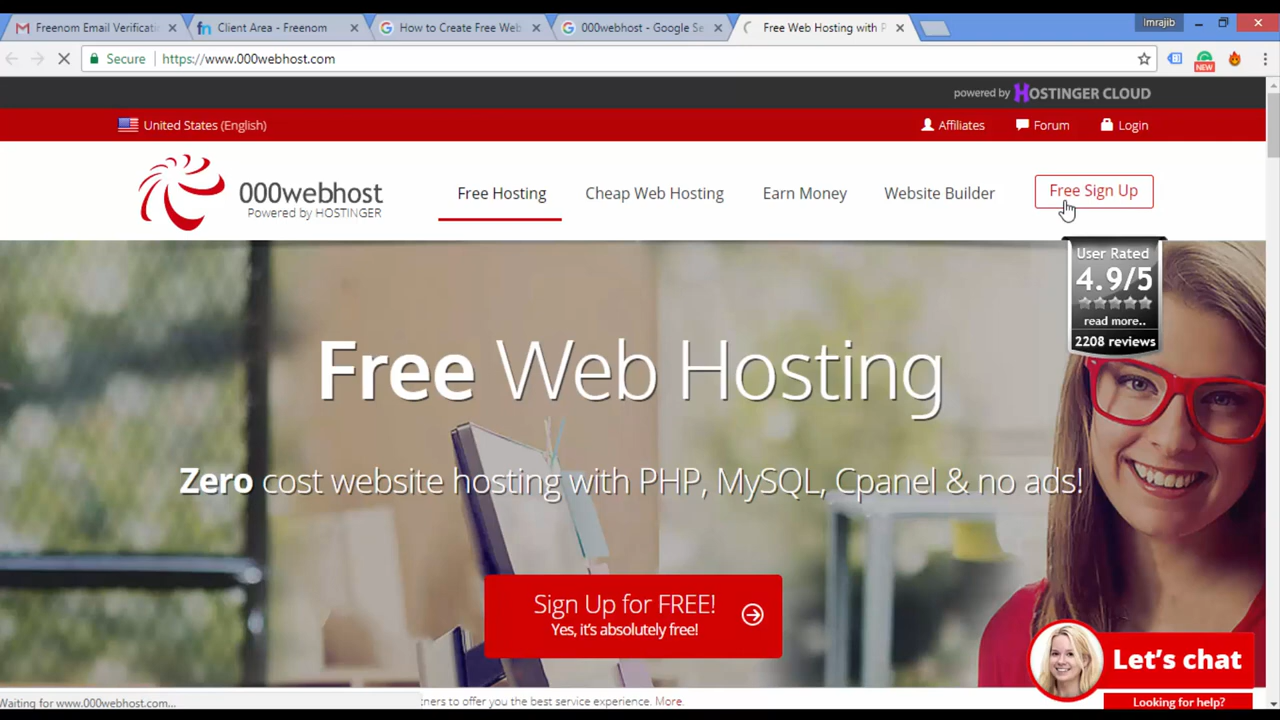 Freenom Email Verificati
Client Area - Freenom
How to Create Free Web
000webhost - Google Se
Free Web Hosting with P
Imrajib
Secure
https://www.000webhost.com
NEW
powered by HOSTINGER CLOUD
United States (English)
Affiliates
Forum
Login
000webhost
Powered by HOSTINGER
Free Hosting
Cheap Web Hosting
Earn Money
Website Builder
Free Sign Up
User Rated
4.9/5
read more..
2208 reviews
Free Web Hosting
Zero cost website hosting with PHP, MySQL, Cpanel & no ads!
Sign Up for FREE!
Yes, it's absolutely free!
Let's chat
Looking for help?
Waiting for www.000webhost.com...
tners to offer you the best service experience. More.